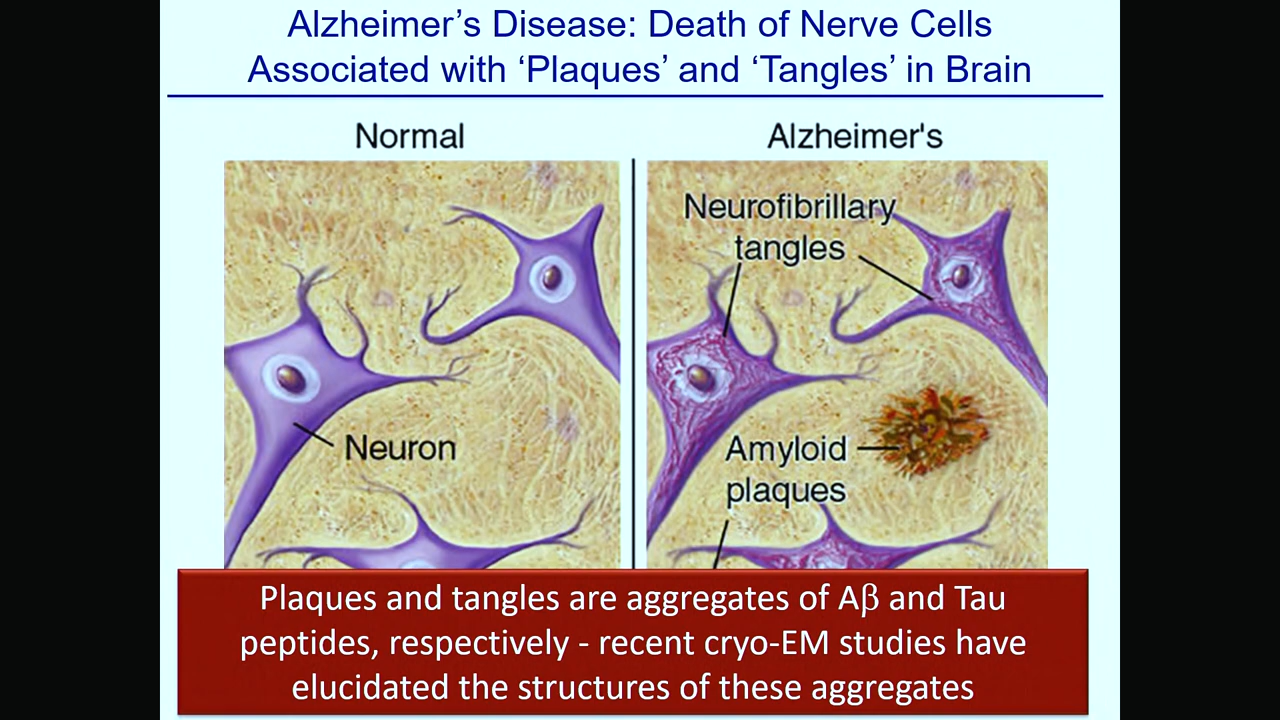 Alzheimer’s Disease: Death of Nerve Cells
Associated with ‘Plaques’ and ‘Tangles’ in Brain
Normal
Alzheimer's
Neurofibrillary
tangles
Neuron
Amyloid
plaques
Plaques and tangles are aggregates of Aβ and Tau
peptides, respectively - recent cryo-EM studies have
elucidated the structures of these aggregates